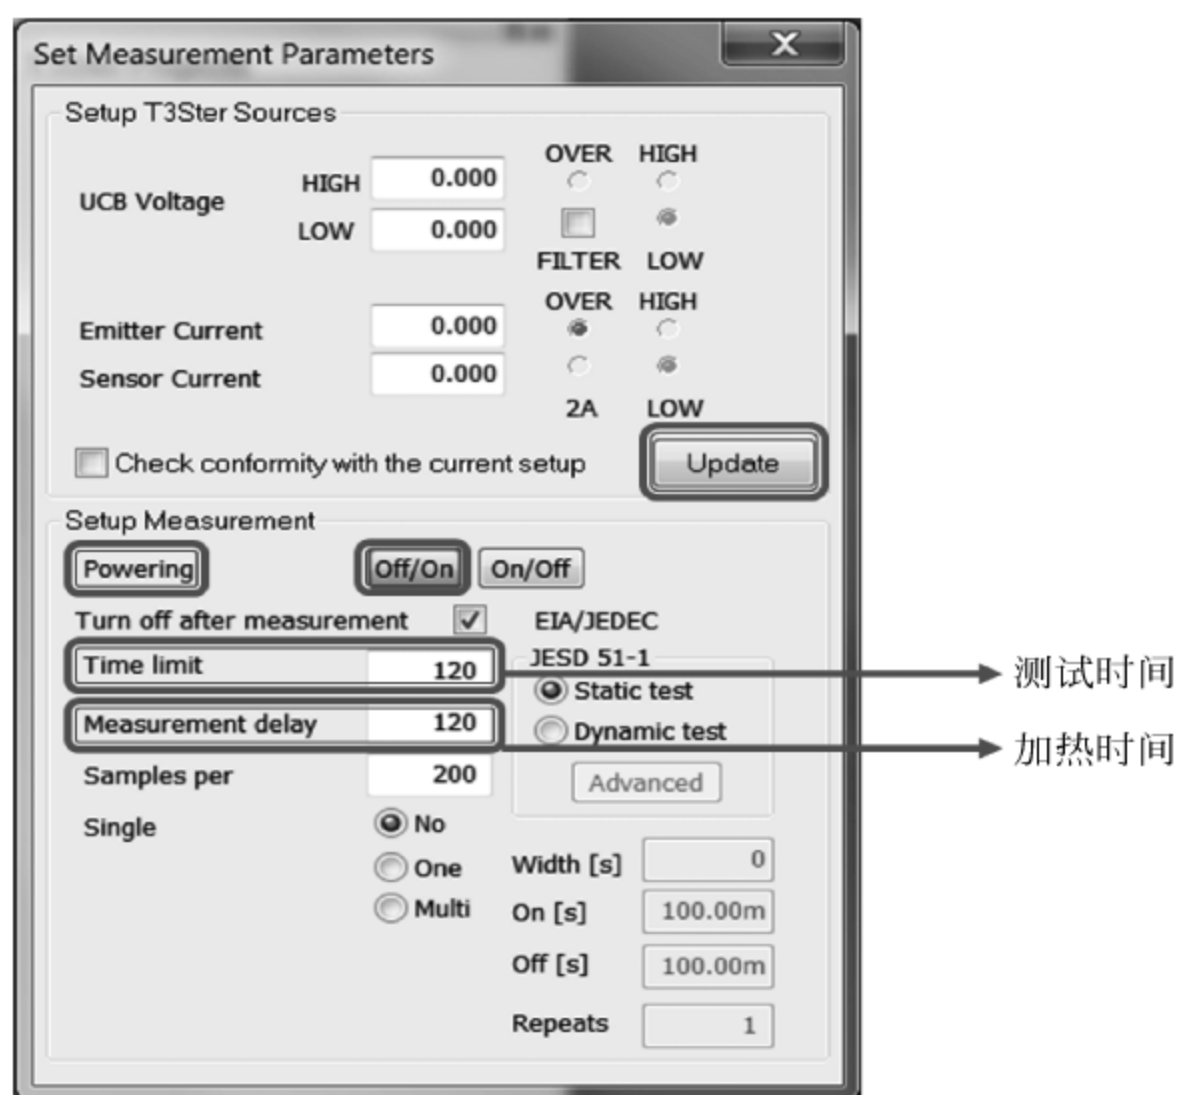 Set Measurement Parameters
X
Setup T3Ster Sources
OVER HIGH
UCB Voltage HIGH 0.000
LOW 0.000
FILTER LOW
OVER HIGH
Emitter Current 0.000
Sensor Current 0.000
2A LOW
Check conformity with the current setup Update
Setup Measurement
Powering Off/On On/Off
Turn off after measurement EIA/JEDEC
JESD 51-1
Time limit 120 测试时间
Static test
Measurement delay 120 加热时间
Dynamic test
Samples per 200 Advanced
Single No
One Width [s] 0
Multi On [s] 100.00m
Off [s] 100.00m
Repeats 1